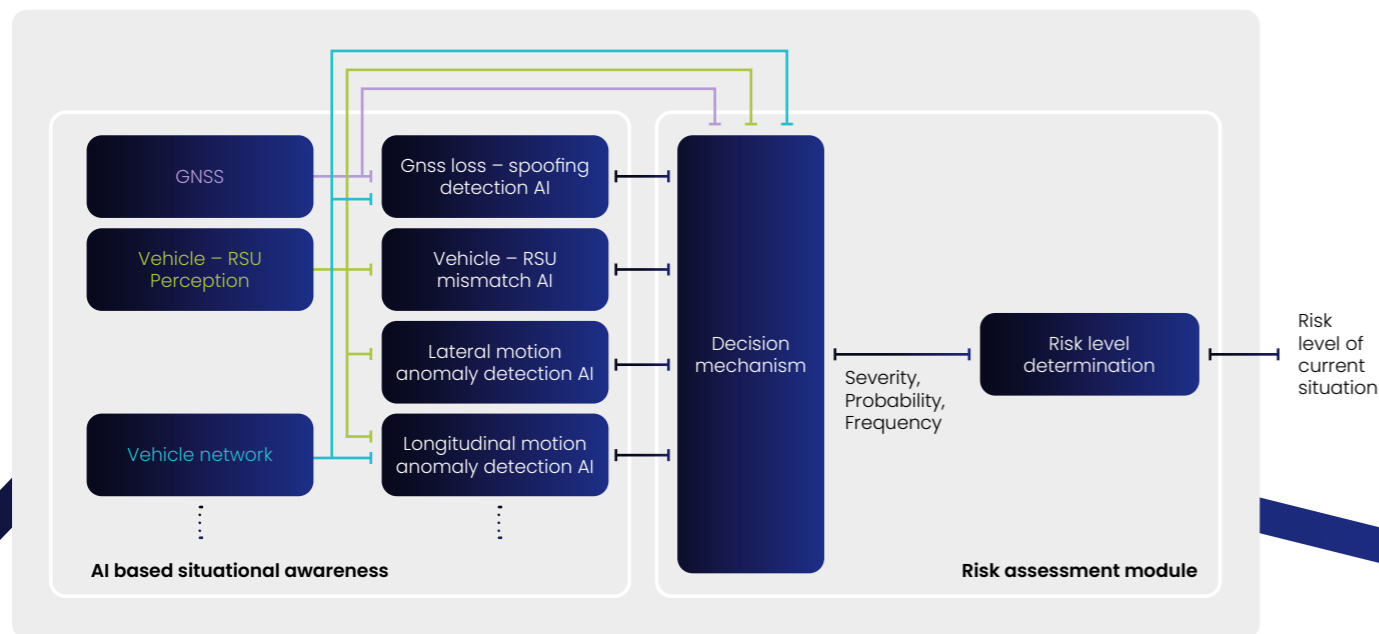 GNSS
Gnss loss – spoofing
detection AI
Vehicle – RSU
Perception
Vehicle – RSU
mismatch AI
Lateral motion
anomaly detection AI
Vehicle network
Longitudinal motion
anomaly detection AI
AI based situational awareness
Decision
mechanism
Severity,
Probability,
Frequency
Risk level
determination
Risk assessment module
Risk
level of
current
situation